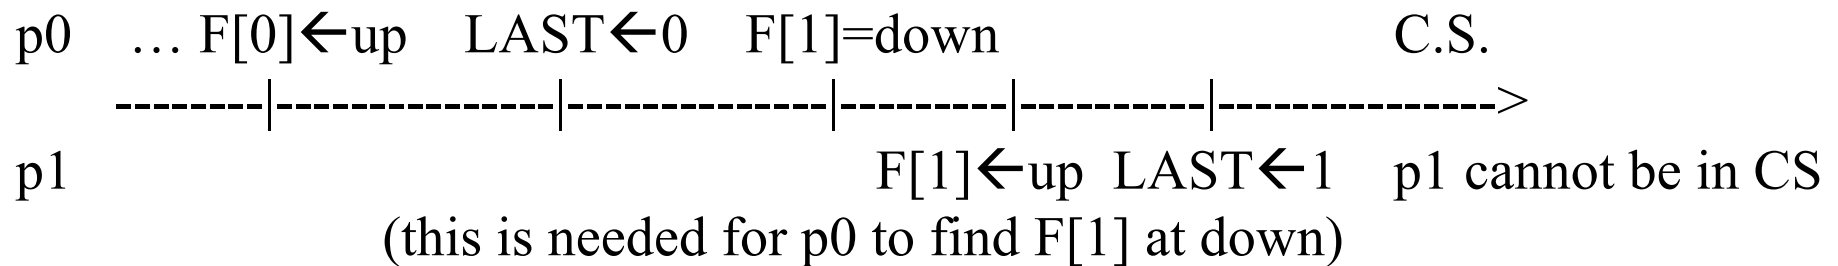 p0 … F[0]←up LAST←0 F[1]=down C.S.
--------|---------------|--------------|---------|----------|--------------->
p1 F[1]←up LAST←1 p1 cannot be in CS
(this is needed for p0 to find F[1] at down)